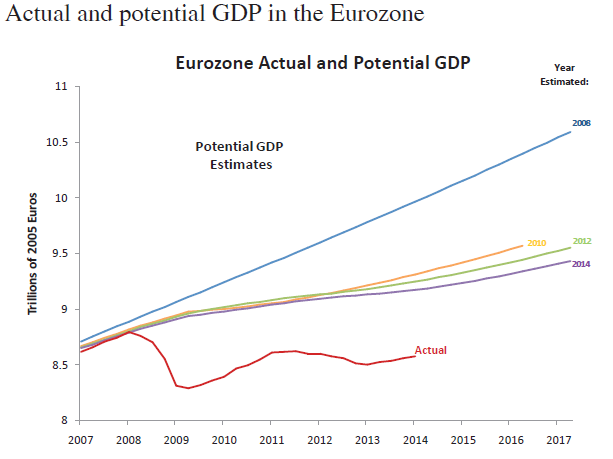 Actual and potential GDP in the Eurozone
Eurozone Actual and Potential GDP
Year
Estimated:
Potential GDP
Estimates
Trillions of 2005 Euros
11
10.5
10
9.5
9
8.5
8
2008
2010
2012
2014
Actual
2007 2008 2009 2010 2011 2012 2013 2014 2015 2016 2017